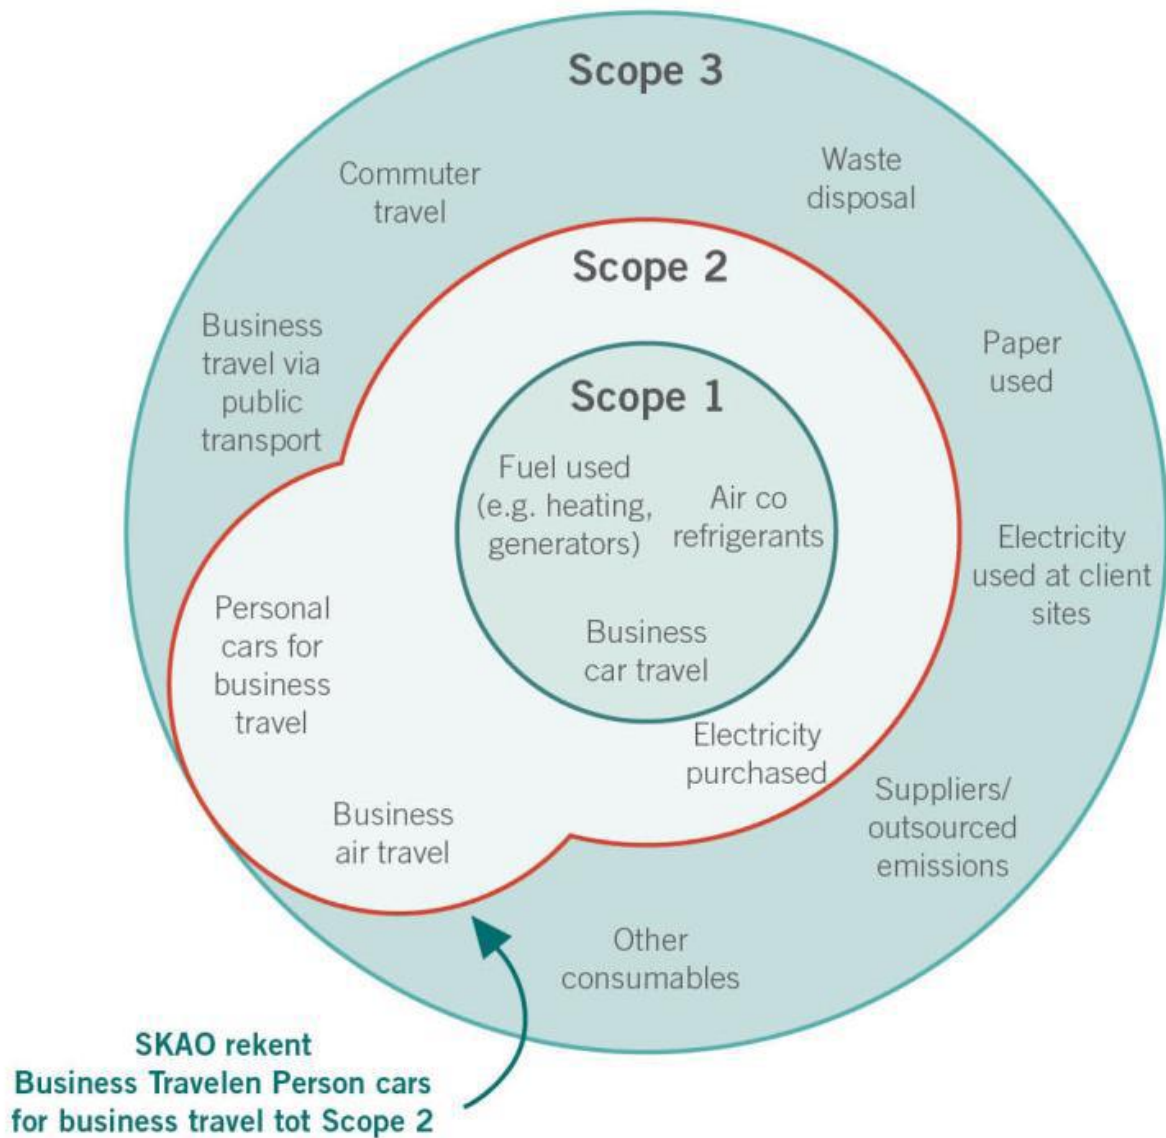 Scope 3
Commuter
travel
Waste
disposal
Scope 2
Business
travel via
public
transport
Paper
used
Scope 1
Fuel used
(e.g. heating,
generators)
Air co
refrigerants
Electricity
used at client
sites
Personal
cars for
business
travel
Business
car travel
Electricity
purchased
Suppliers/
outsourced
emissions
Business
air travel
Other
consumables
SKAO rekent
Business Travelen Person cars
for business travel tot Scope 2